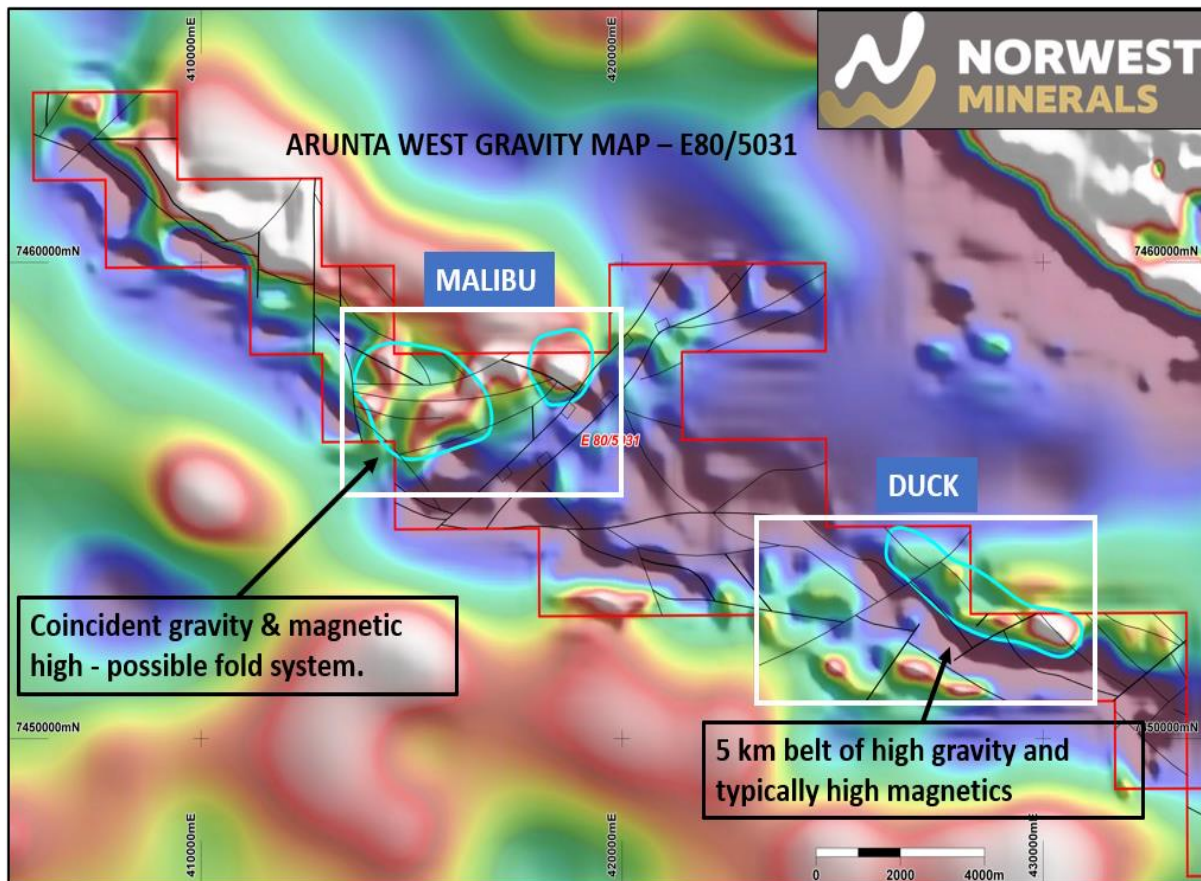 410000mE
420000mE
NORWEST
MINERALS
ARUNTA WEST GRAVITY MAP – E80/5031
7460000mN
7460000mN
MALIBU
E 80/5031
DUCK
Coincident gravity & magnetic
high - possible fold system.
7450000mN
7450000mN
5 km belt of high gravity and
typically high magnetics
410000mE
420000mE
430000mE
0 2000 4000m